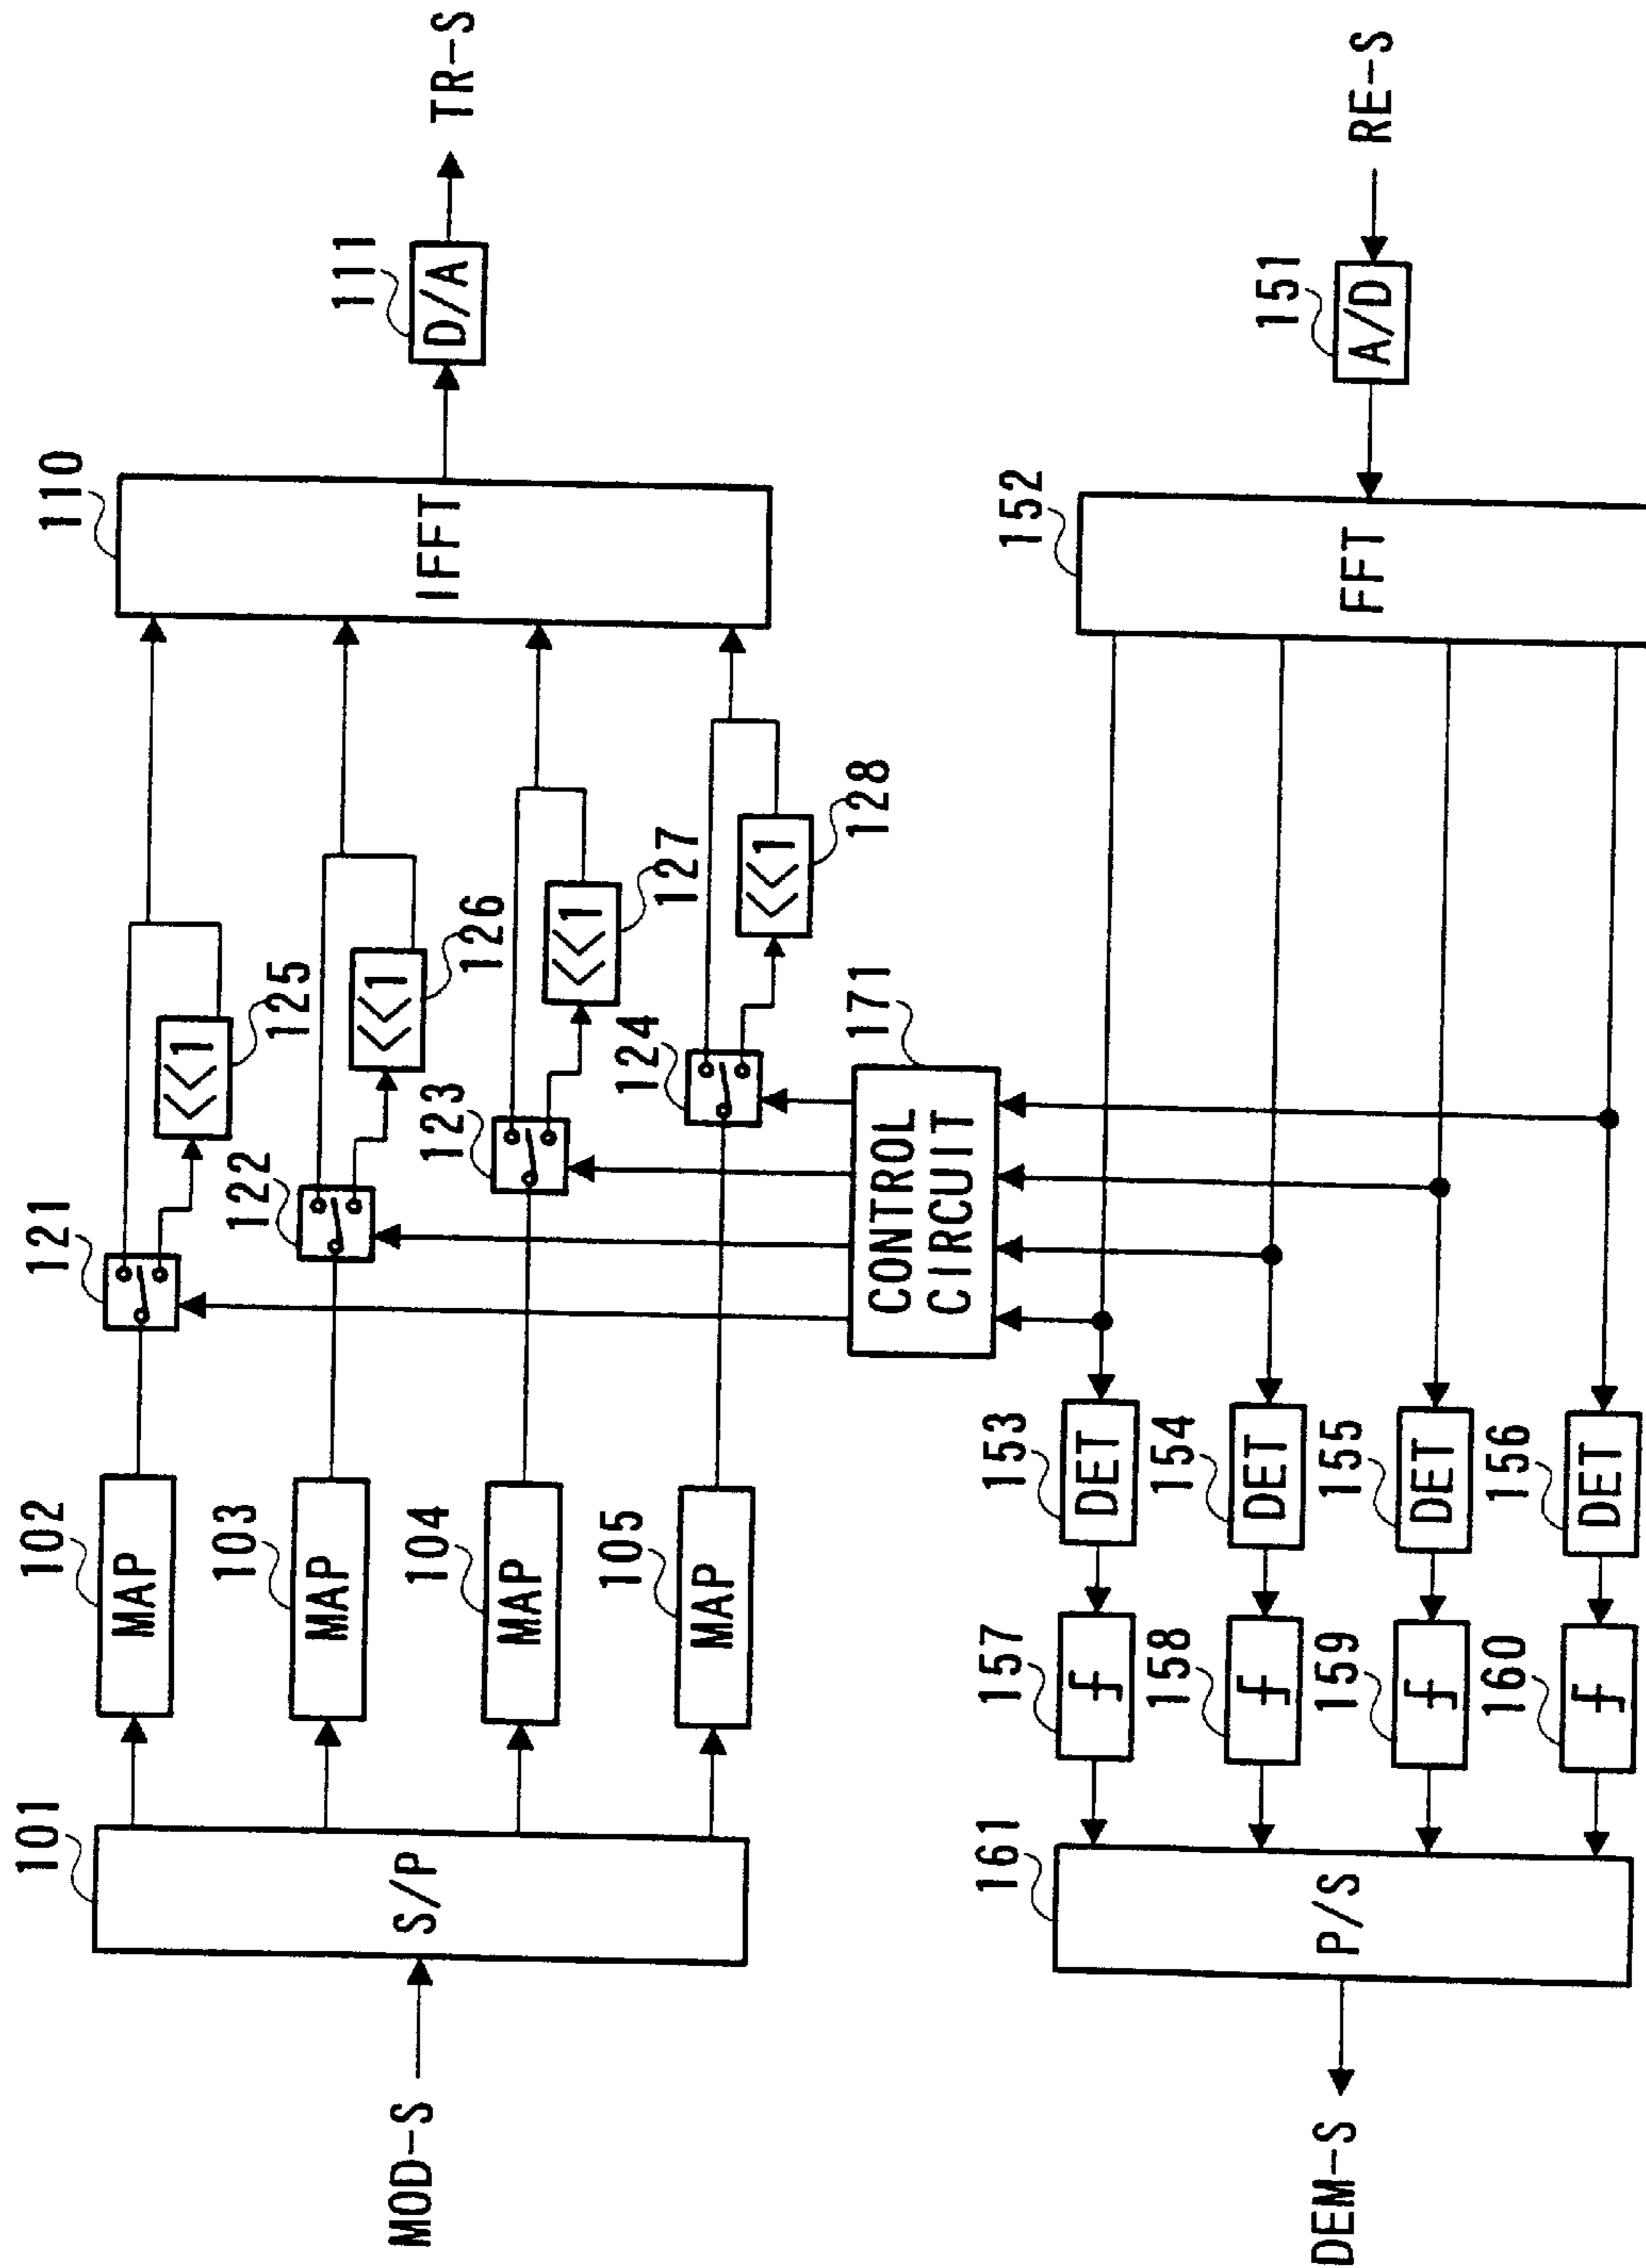 MOD-S
101
S/P
102
MAP
103
MAP
104
MAP
105
MAP
121
122
123
124
<<1
125
<<1
126
<<1
127
<<1
128
110
IFFT
111
D/A
TR-S
171
CONTROL
CIRCUIT
RE-S
151
A/D
152
FFT
153
DET
154
DET
155
DET
156
DET
157
158
159
160
161
P/S
DEM-S